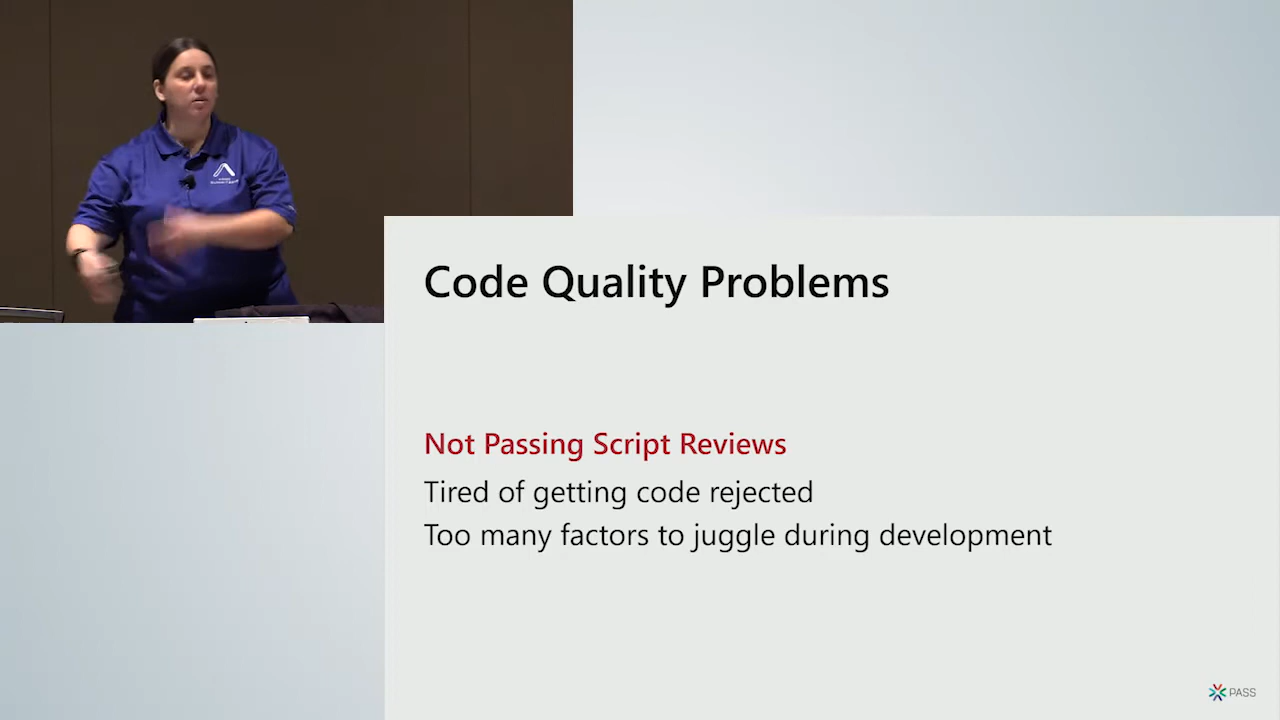 Code Quality Problems
Not Passing Script Reviews
Tired of getting code rejected
Too many factors to juggle during development
PASS